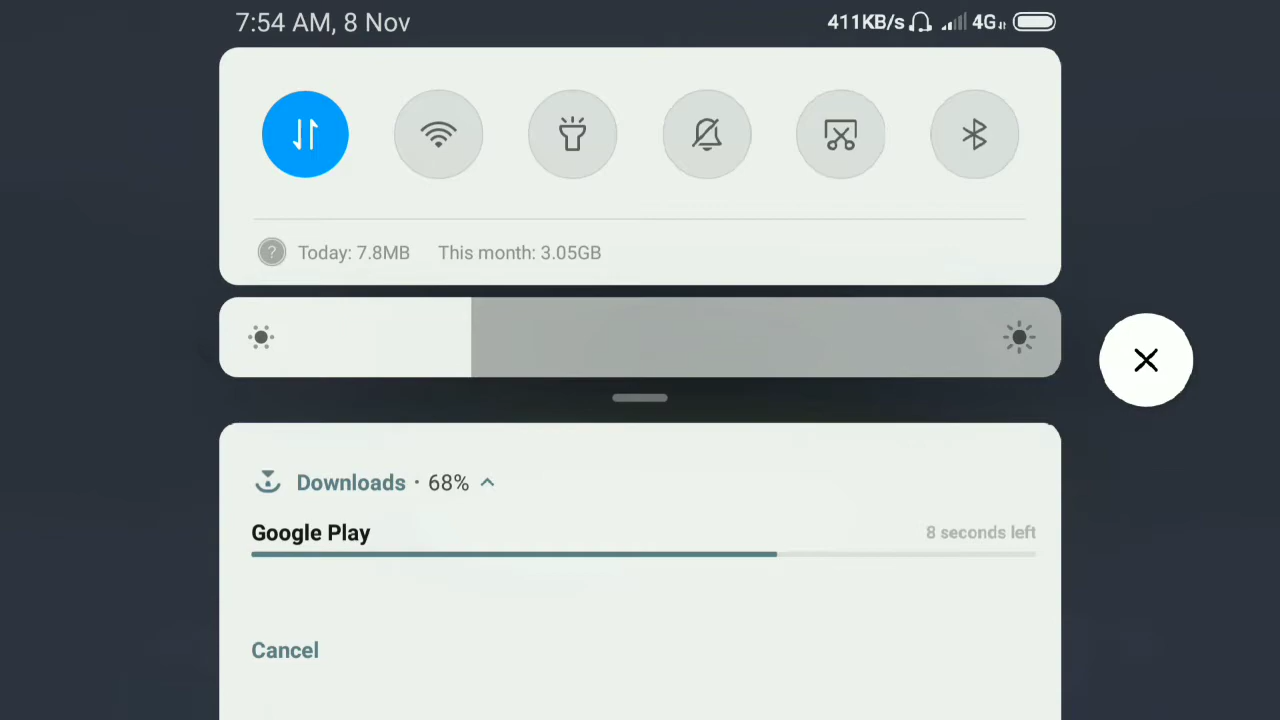 7:54 AM, 8 Nov
411KB/s 4G
Today: 7.8MB This month: 3.05GB
Downloads · 68%
Google Play 8 seconds left
Cancel